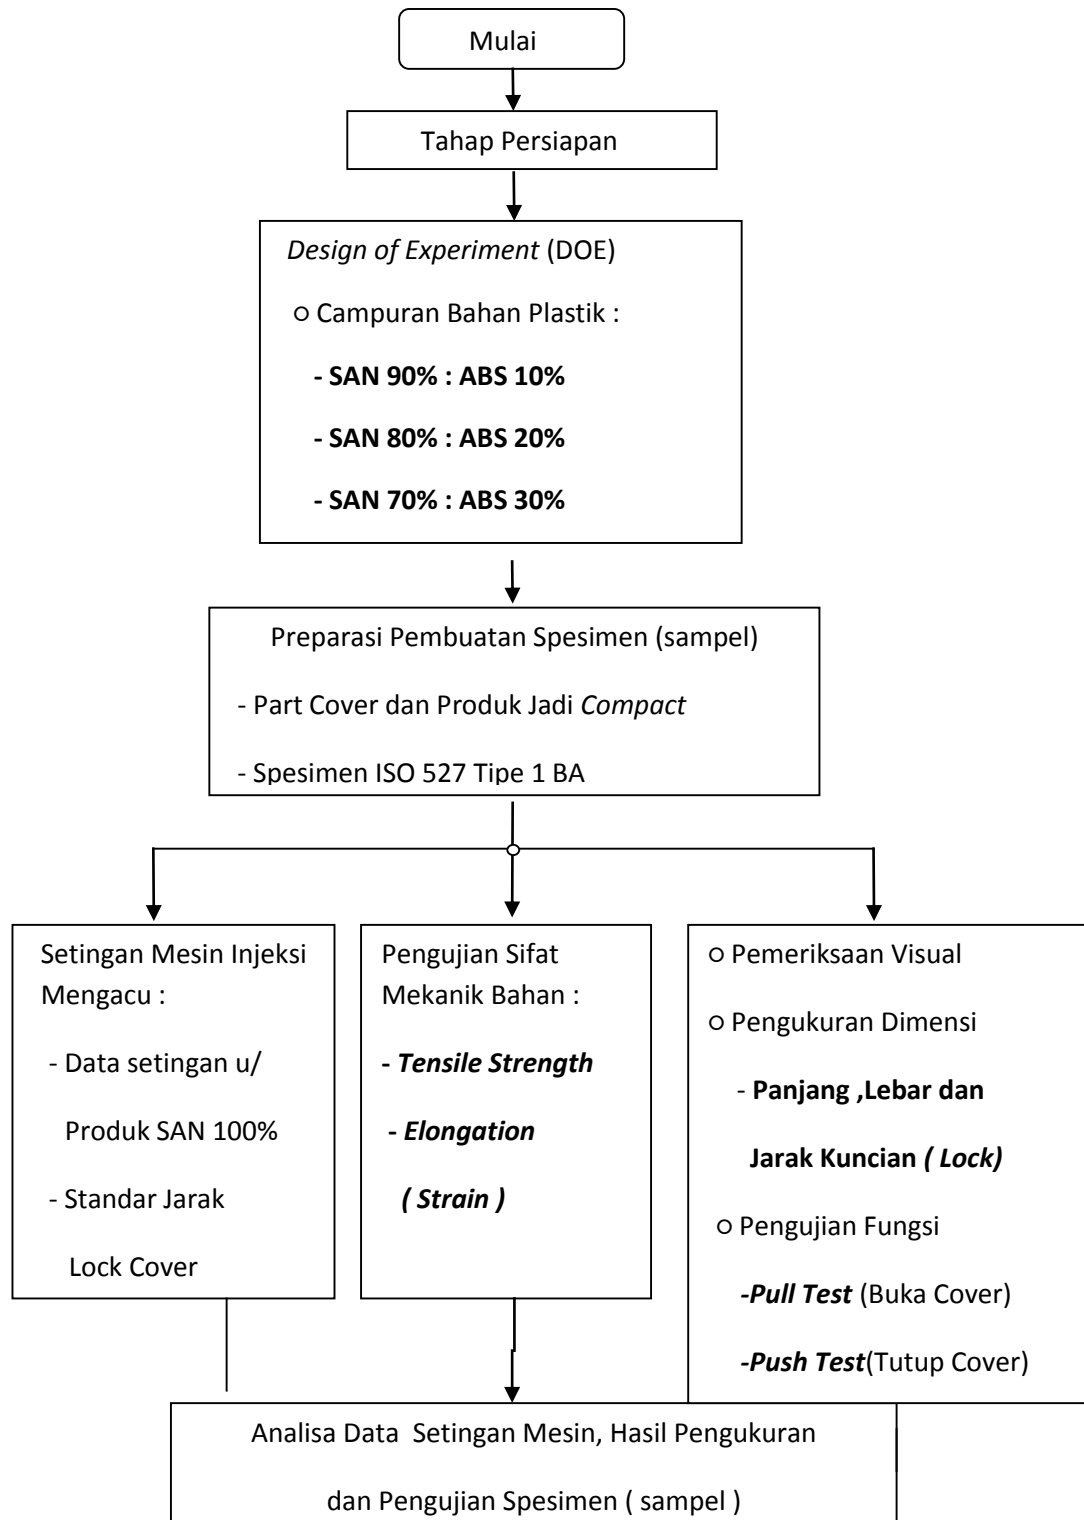 Mulai
Tahap Persiapan
Design of Experiment (DOE)
○ Campuran Bahan Plastik :
- SAN 90% : ABS 10%
- SAN 80% : ABS 20%
- SAN 70% : ABS 30%
Preparasi Pembuatan Spesimen (sampel)
- Part Cover dan Produk Jadi Compact
- Spesimen ISO 527 Tipe 1 BA
Setingan Mesin Injeksi
Mengacu :
- Data setingan u/
Produk SAN 100%
- Standar Jarak
Lock Cover
Pengujian Sifat
Mekanik Bahan :
- Tensile Strength
- Elongation
( Strain )
○ Pemeriksaan Visual
○ Pengukuran Dimensi
- Panjang ,Lebar dan
Jarak Kuncian ( Lock)
○ Pengujian Fungsi
-Pull Test (Buka Cover)
-Push Test(Tutup Cover)
Analisa Data  Setingan Mesin, Hasil Pengukuran
dan Pengujian Spesimen ( sampel )